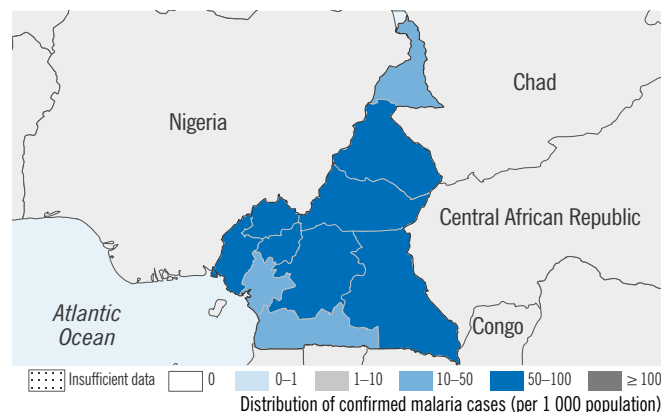 Chad
Nigeria
Central African Republic
Atlantic
Ocean
Congo
Insufficient data 0 0–1 1–10 10–50 50–100 ≥ 100
Distribution of confirmed malaria cases (per 1 000 population)